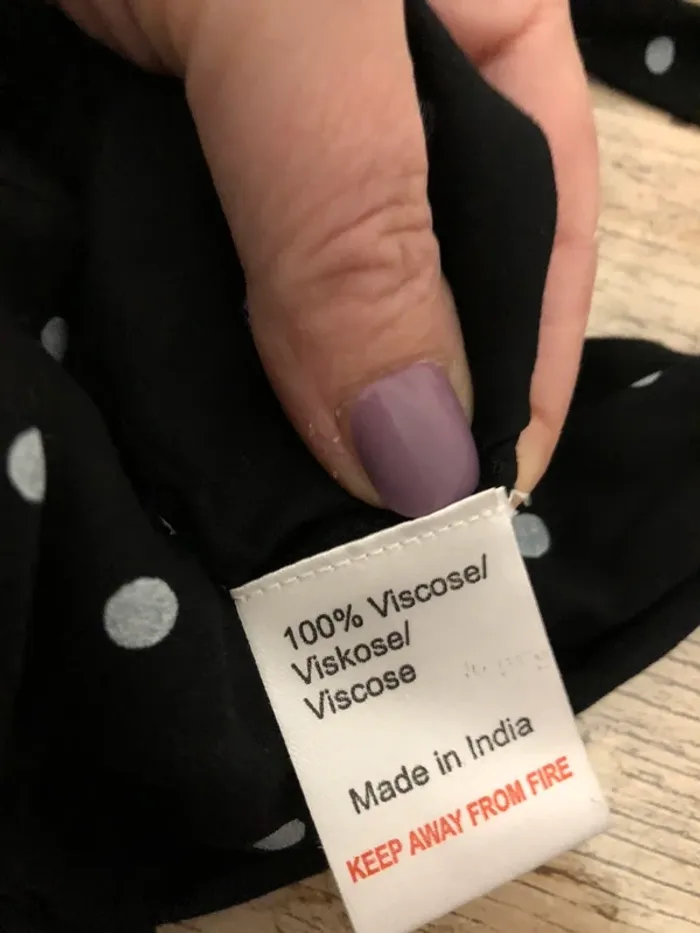 100% Viscose/
Viskose/
Viscose
Made in India
KEEP AWAY FROM FIRE